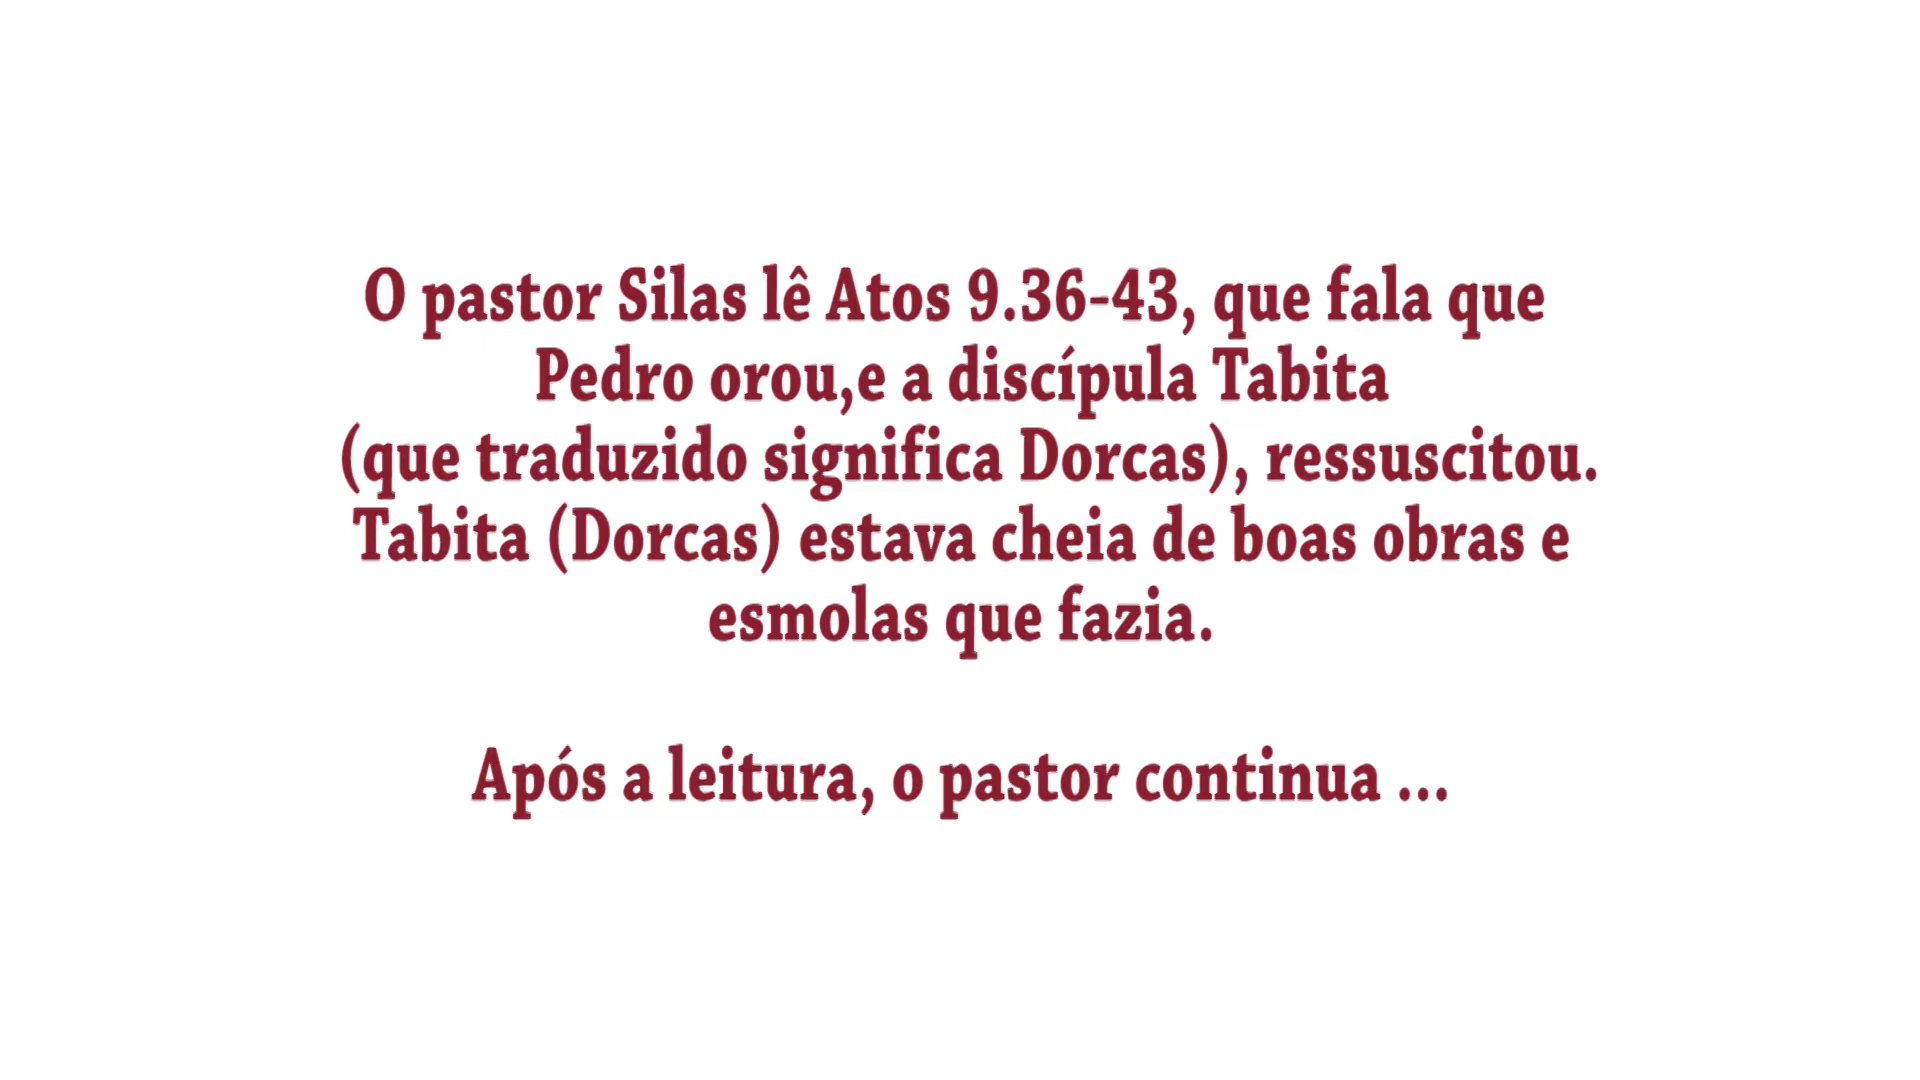 O pastor Silas lê Atos 9.36-43, que fala que
Pedro orou,e a discípula Tabita
(que traduzido significa Dorcas), ressuscitou.
Tabita (Dorcas) estava cheia de boas obras e
esmolas que fazia.
Após a leitura, o pastor continua ...